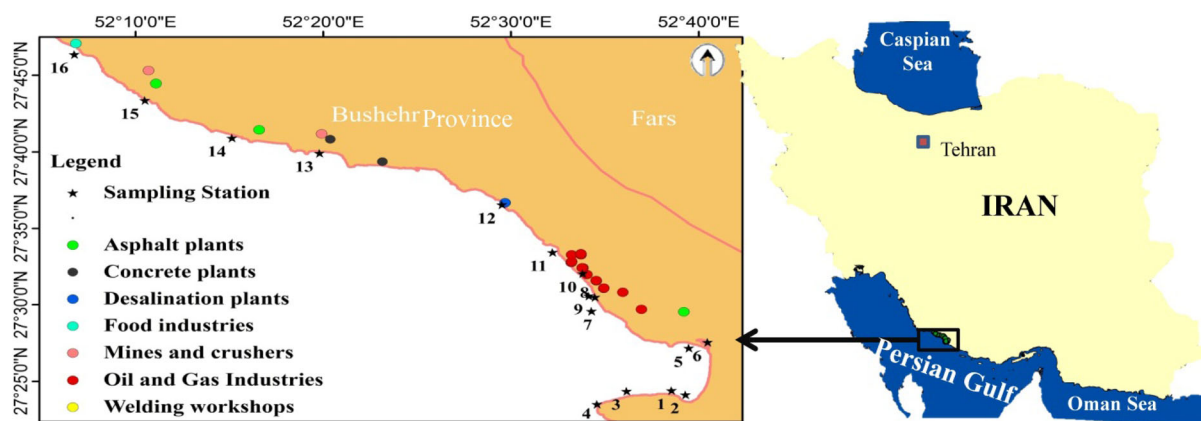 52°10'0"E 52°20'0"E 52°30'0"E 52°40'0"E
27°45'0"N
27°40'0"N
27°35'0"N
27°30'0"N
27°25'0"N
16
15
14
13
12
11
10
8
9
7
6
5
3
1
2
4
Bushehr Province
Fars
Legend
Sampling Station
Asphalt plants
Concrete plants
Desalination plants
Food industries
Mines and crushers
Oil and Gas Industries
Welding workshops
Caspian
Sea
Tehran
IRAN
Persian Gulf
Oman Sea